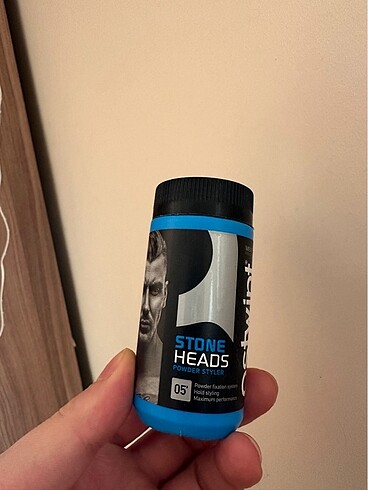 STONE
HEADS
POWDER STYLER
05'
Powder fixation system
Hold styling
Maximum performance